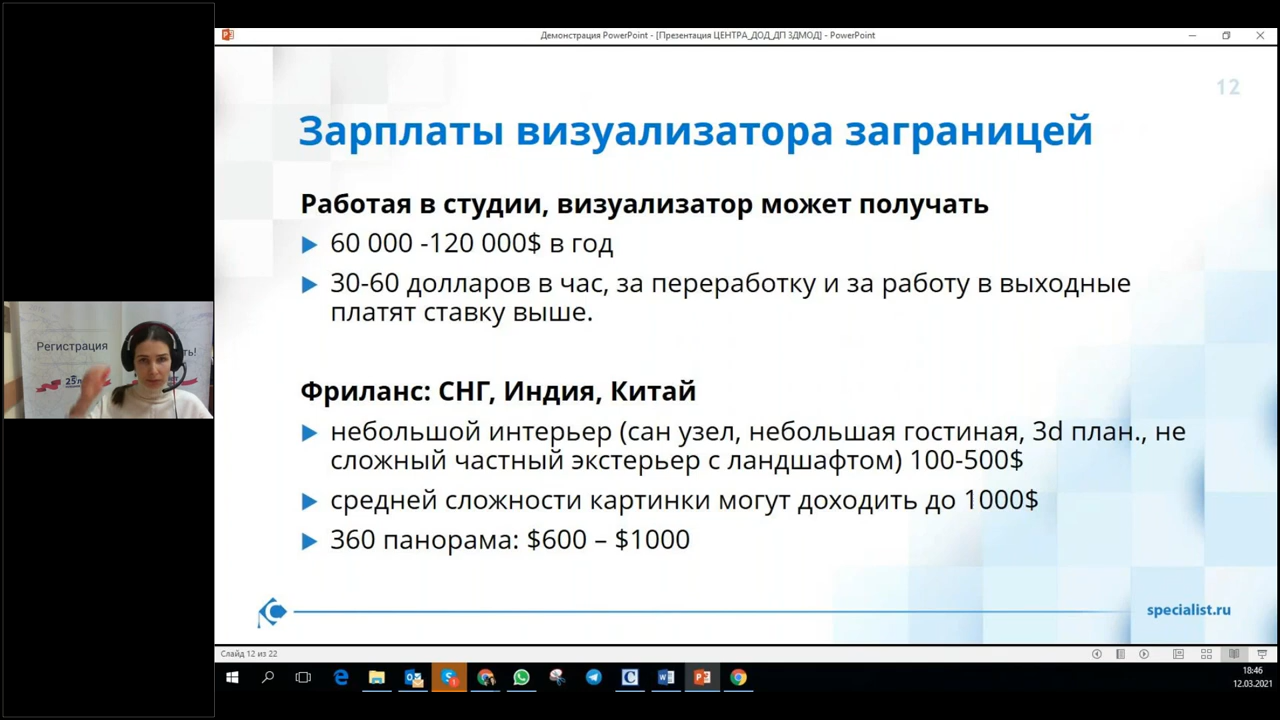 Демонстрация PowerPoint - [Презентация ЦЕНТРА_ДОД_ДП 3ДМОД] - PowerPoint
12
Зарплаты визуализатора заграницей
Работая в студии, визуализатор может получать
60 000 -120 000$ в год
30-60 долларов в час, за переработку и за работу в выходные
платят ставку выше.
Фриланс: СНГ, Индия, Китай
небольшой интерьер (сан узел, небольшая гостиная, 3d план., не
сложный частный экстерьер с ландшафтом) 100-500$
средней сложности картинки могут доходить до 1000$
360 панорама: $600 – $1000
specialist.ru
Регистрация
Слайд 12 из 22
18:46
12.03.2021